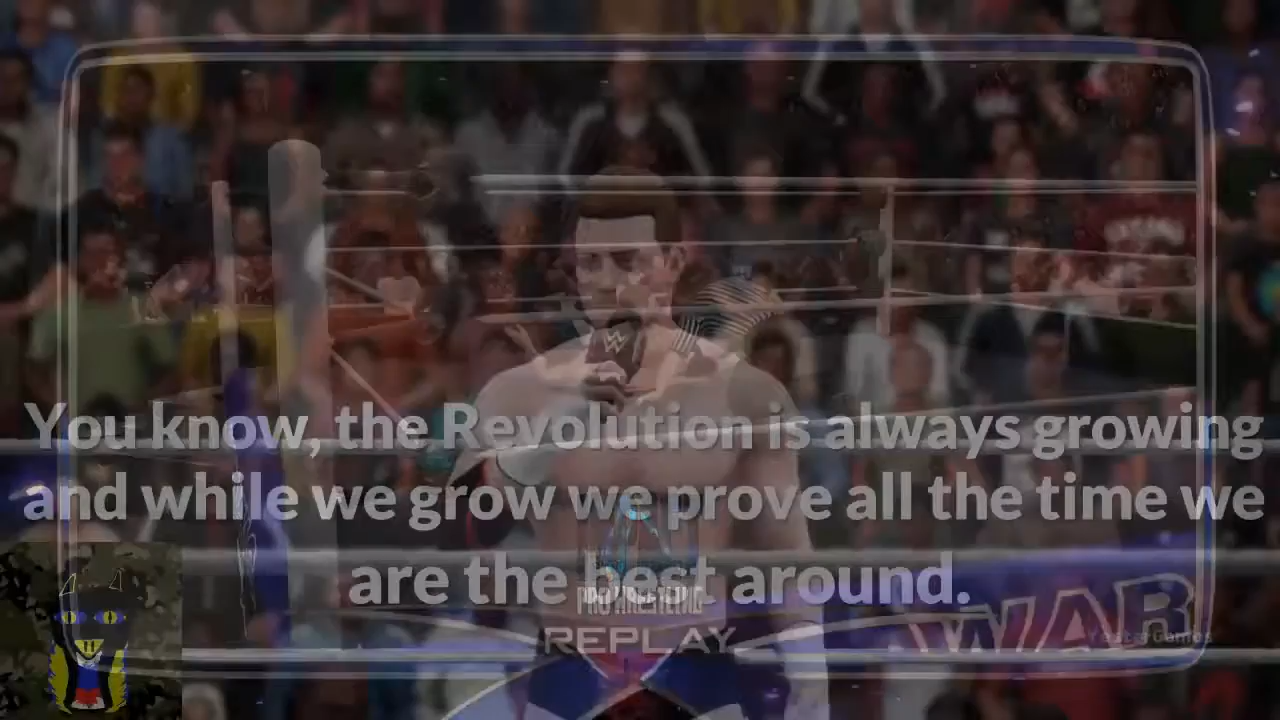 You know, the Revolution is always growing
and while we grow we prove all the time we
are the best around.
PRO WRESTLING
REPLAY
WAR